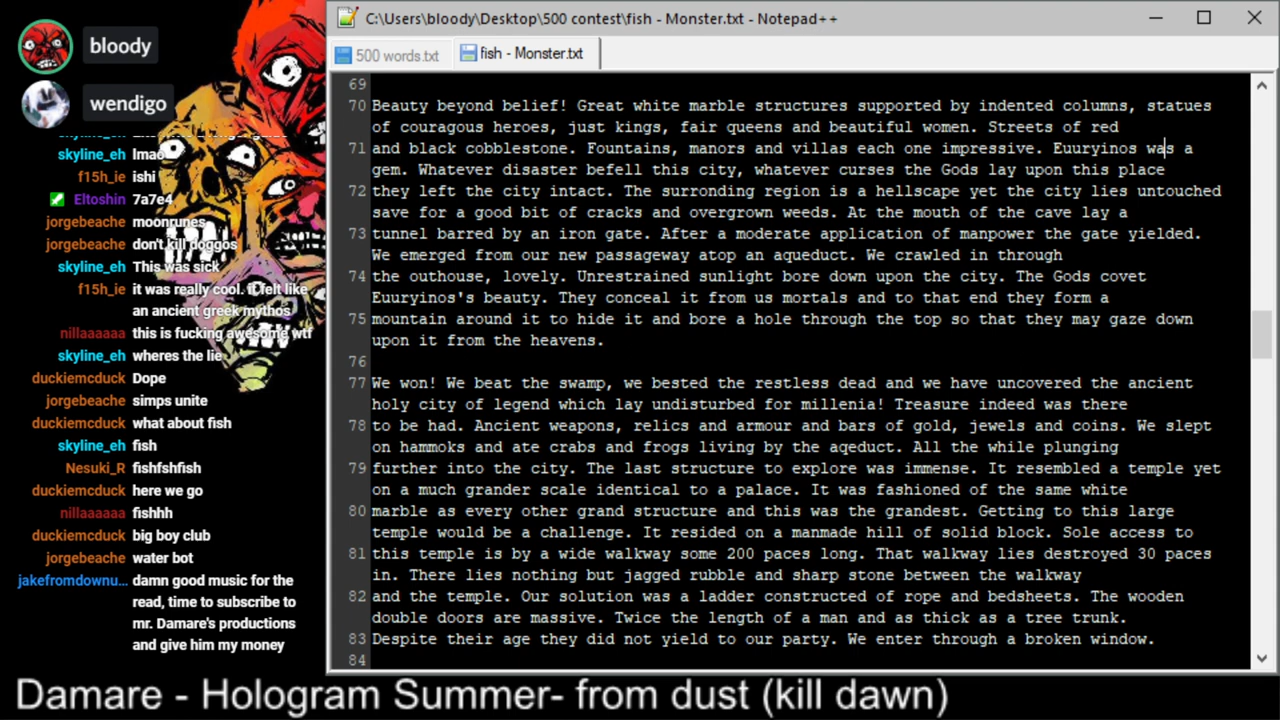 bloody
wendigo
skyline_eh lmao
f15h_ie ishi
Eltoshin 7a7e4
jorgebeache moonrunes
jorgebeache don't kill doggos
skyline_eh This was sick
f15h_ie it was really cool. it felt like
an ancient greek mythos
nillaaaaaa this is fucking awesome wtf
skyline_eh wheres the lie
duckiemcduck Dope
jorgebeache simps unite
duckiemcduck what about fish
skyline_eh fish
Nesuki_R fishfshfish
duckiemcduck here we go
nillaaaaaa fishhh
duckiemcduck big boy club
jorgebeache water bot
jakefromdownu... damn good music for the
read, time to subscribe to
mr. Damare's productions
and give him my money
C:\Users\bloody\Desktop\500 contest\fish - Monster.txt - Notepad++
500 words.txt
fish - Monster.txt
69
70 Beauty beyond belief! Great white marble structures supported by indented columns, statues
of couragous heroes, just kings, fair queens and beautiful women. Streets of red
71 and black cobblestone. Fountains, manors and villas each one impressive. Euuryinos was a
gem. Whatever disaster befell this city, whatever curses the Gods lay upon this place
72 they left the city intact. The surronding region is a hellscape yet the city lies untouched
save for a good bit of cracks and overgrown weeds. At the mouth of the cave lay a
73 tunnel barred by an iron gate. After a moderate application of manpower the gate yielded.
We emerged from our new passageway atop an aqueduct. We crawled in through
74 the outhouse, lovely. Unrestrained sunlight bore down upon the city. The Gods covet
Euuryinos's beauty. They conceal it from us mortals and to that end they form a
75 mountain around it to hide it and bore a hole through the top so that they may gaze down
upon it from the heavens.
76
77 We won! We beat the swamp, we bested the restless dead and we have uncovered the ancient
holy city of legend which lay undisturbed for millenia! Treasure indeed was there
78 to be had. Ancient weapons, relics and armour and bars of gold, jewels and coins. We slept
on hammoks and ate crabs and frogs living by the aqeduct. All the while plunging
79 further into the city. The last structure to explore was immense. It resembled a temple yet
on a much grander scale identical to a palace. It was fashioned of the same white
80 marble as every other grand structure and this was the grandest. Getting to this large
temple would be a challenge. It resided on a manmade hill of solid block. Sole access to
81 this temple is by a wide walkway some 200 paces long. That walkway lies destroyed 30 paces
in. There lies nothing but jagged rubble and sharp stone between the walkway
82 and the temple. Our solution was a ladder constructed of rope and bedsheets. The wooden
double doors are massive. Twice the length of a man and as thick as a tree trunk.
83 Despite their age they did not yield to our party. We enter through a broken window.
84
Damare - Hologram Summer- from dust (kill dawn)